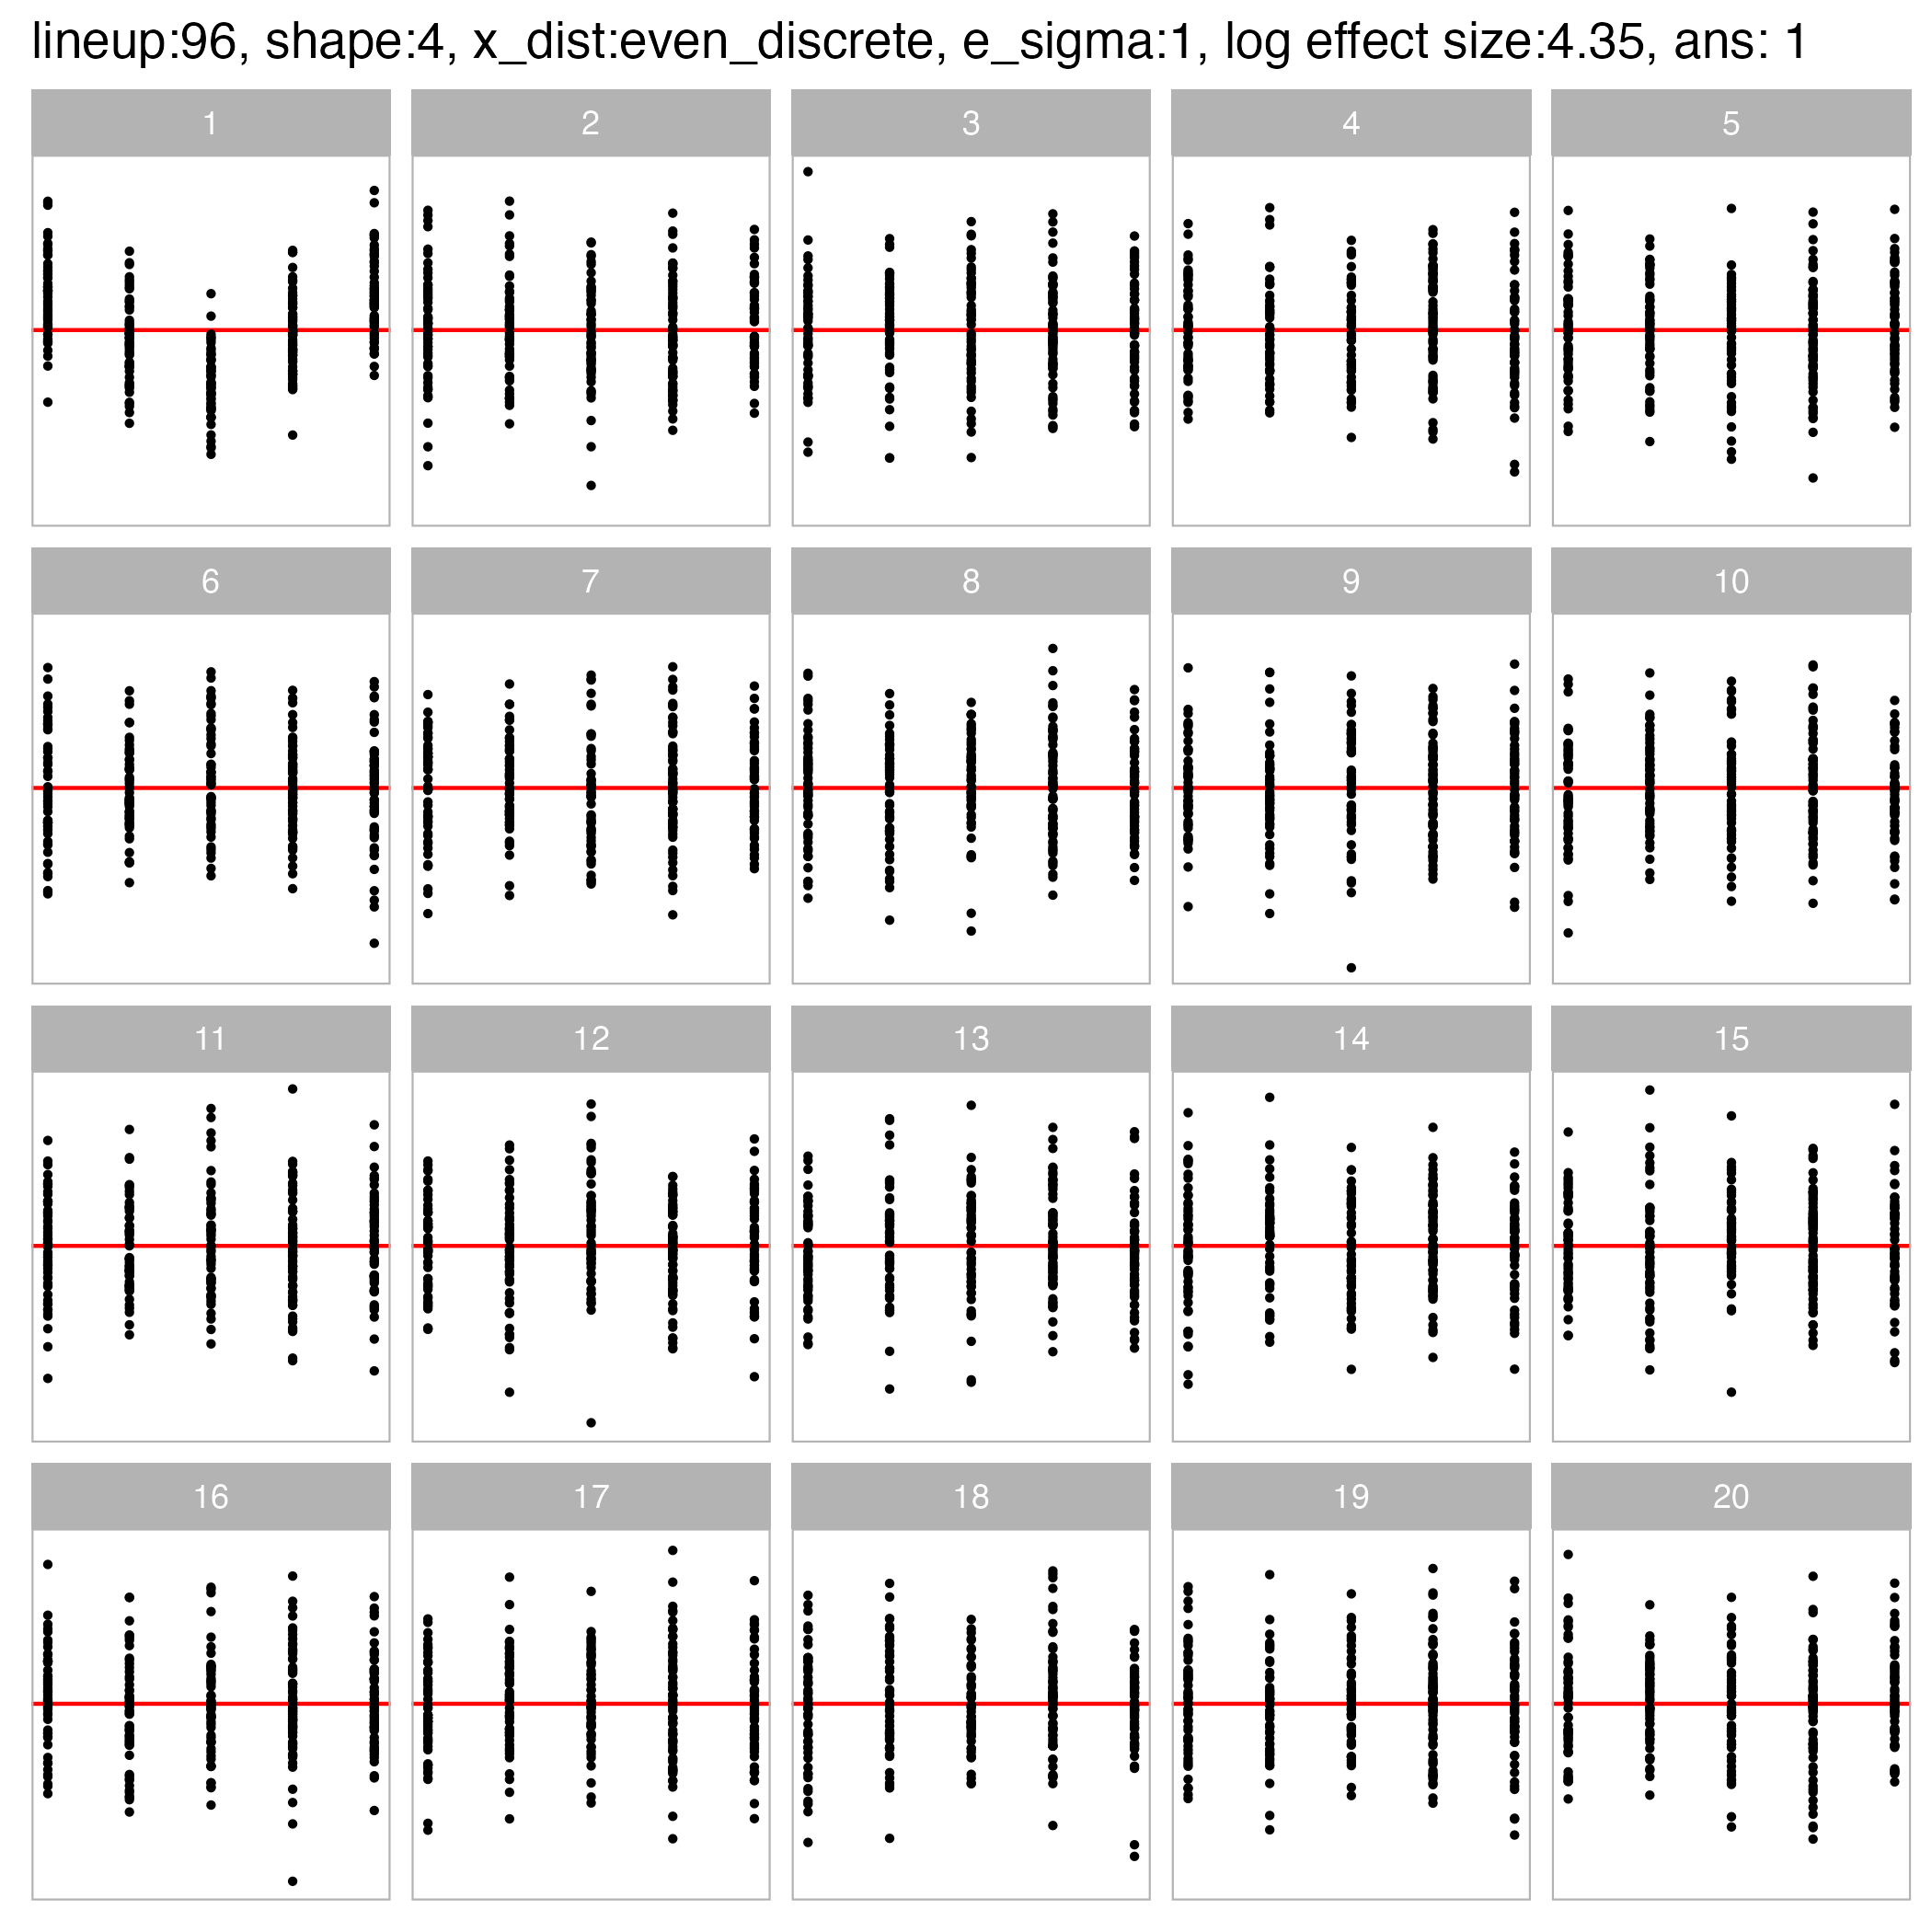 lineup:96, shape:4, x_dist:even_discrete, e_sigma:1, log effect size:4.35, ans: 1
1 2 3 4 5
6 7 8 9 10
11 12 13 14 15
16 17 18 19 20